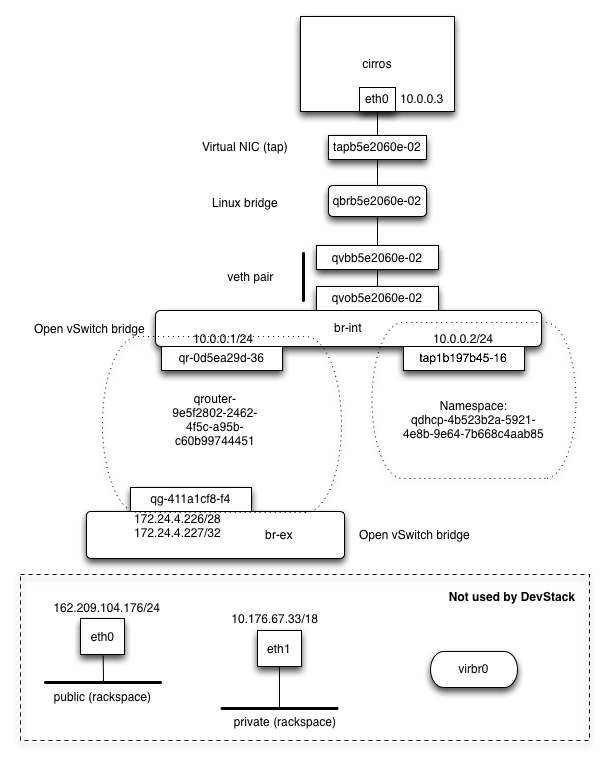 cirros
eth0 10.0.0.3
Virtual NIC (tap) tapb5e2060e-02
Linux bridge qbrb5e2060e-02
qvbb5e2060e-02
veth pair
qvob5e2060e-02
Open vSwitch bridge br-int
10.0.0.1/24 10.0.0.2/24
qr-0d5ea29d-36 tap1b197b45-16
qrouter-
9e5f2802-2462-
4f5c-a95b-
c60b99744451
Namespace:
qdhcp-4b523b2a-5921-
4e8b-9e64-7b668c4aab85
qg-411a1cf8-f4
172.24.4.226/28
172.24.4.227/32 br-ex Open vSwitch bridge
Not used by DevStack
162.209.104.176/24
eth0
public (rackspace)
10.176.67.33/18
eth1
private (rackspace)
virbr0